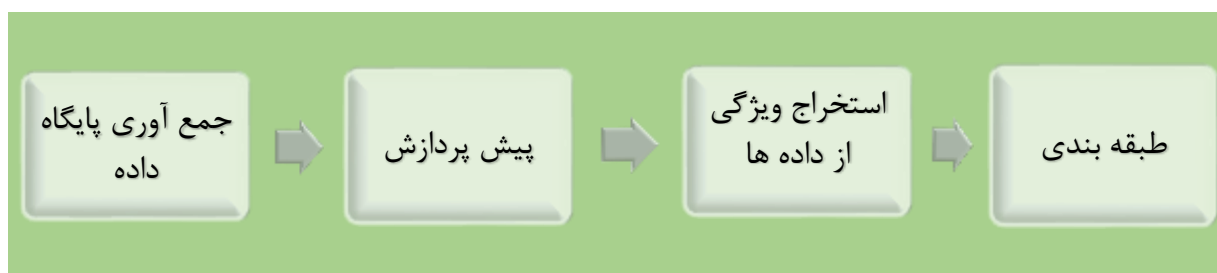 جمع آوری پایگاه
داده
پیش پردازش
استخراج ویژگی
از داده ها
طبقه بندی